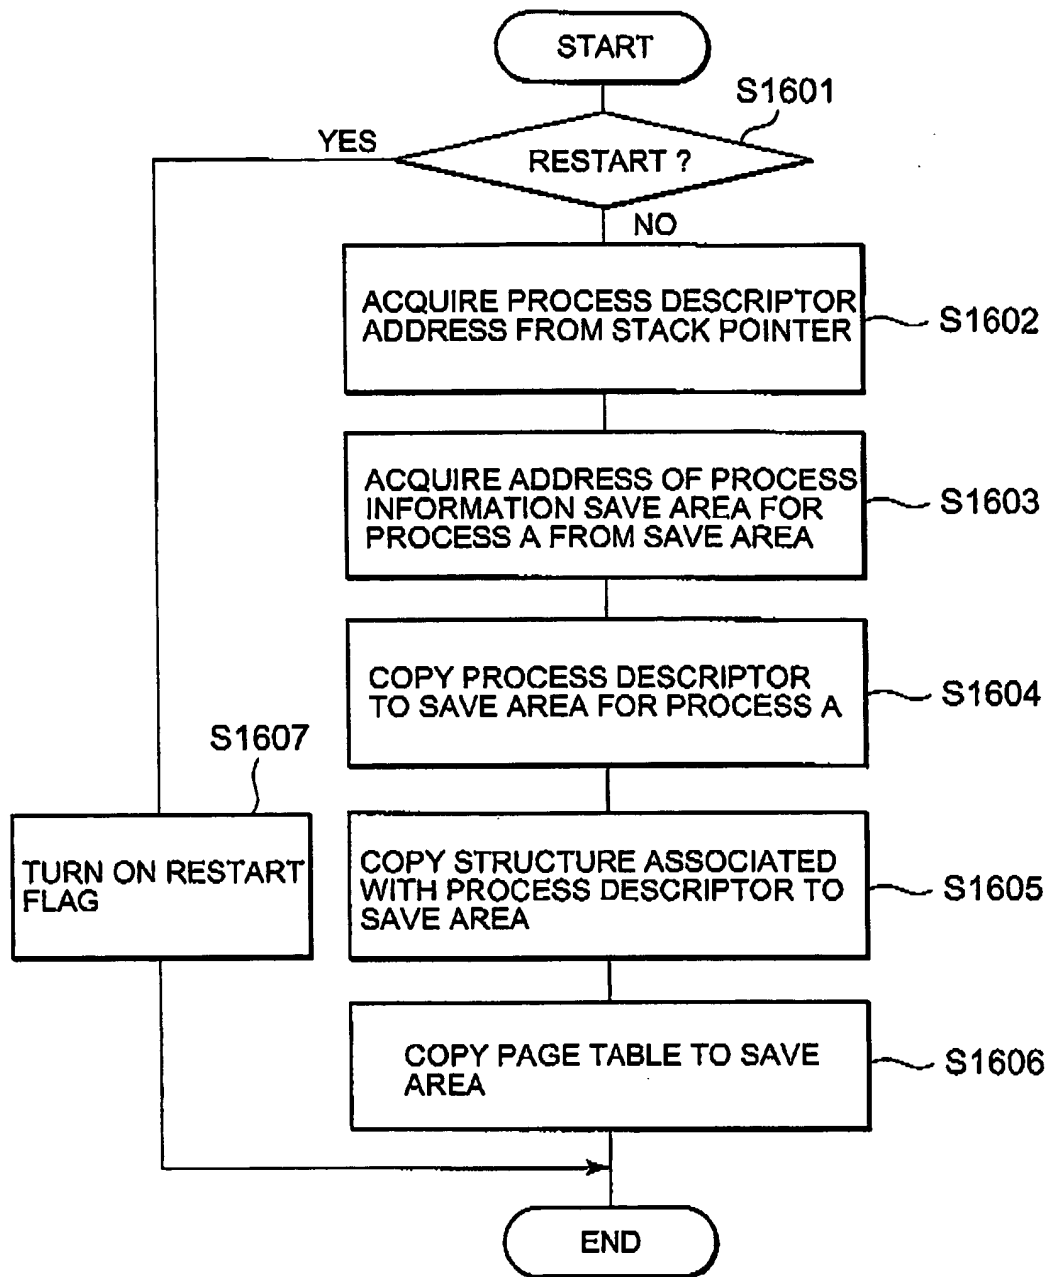 START
S1601
YES
RESTART ?
NO
ACQUIRE PROCESS DESCRIPTOR
ADDRESS FROM STACK POINTER
S1602
ACQUIRE ADDRESS OF PROCESS
INFORMATION SAVE AREA FOR
PROCESS A FROM SAVE AREA
S1603
COPY PROCESS DESCRIPTOR
TO SAVE AREA FOR PROCESS A
S1604
S1607
TURN ON RESTART
FLAG
COPY STRUCTURE ASSOCIATED
WITH PROCESS DESCRIPTOR TO
SAVE AREA
S1605
COPY PAGE TABLE TO SAVE
AREA
S1606
END